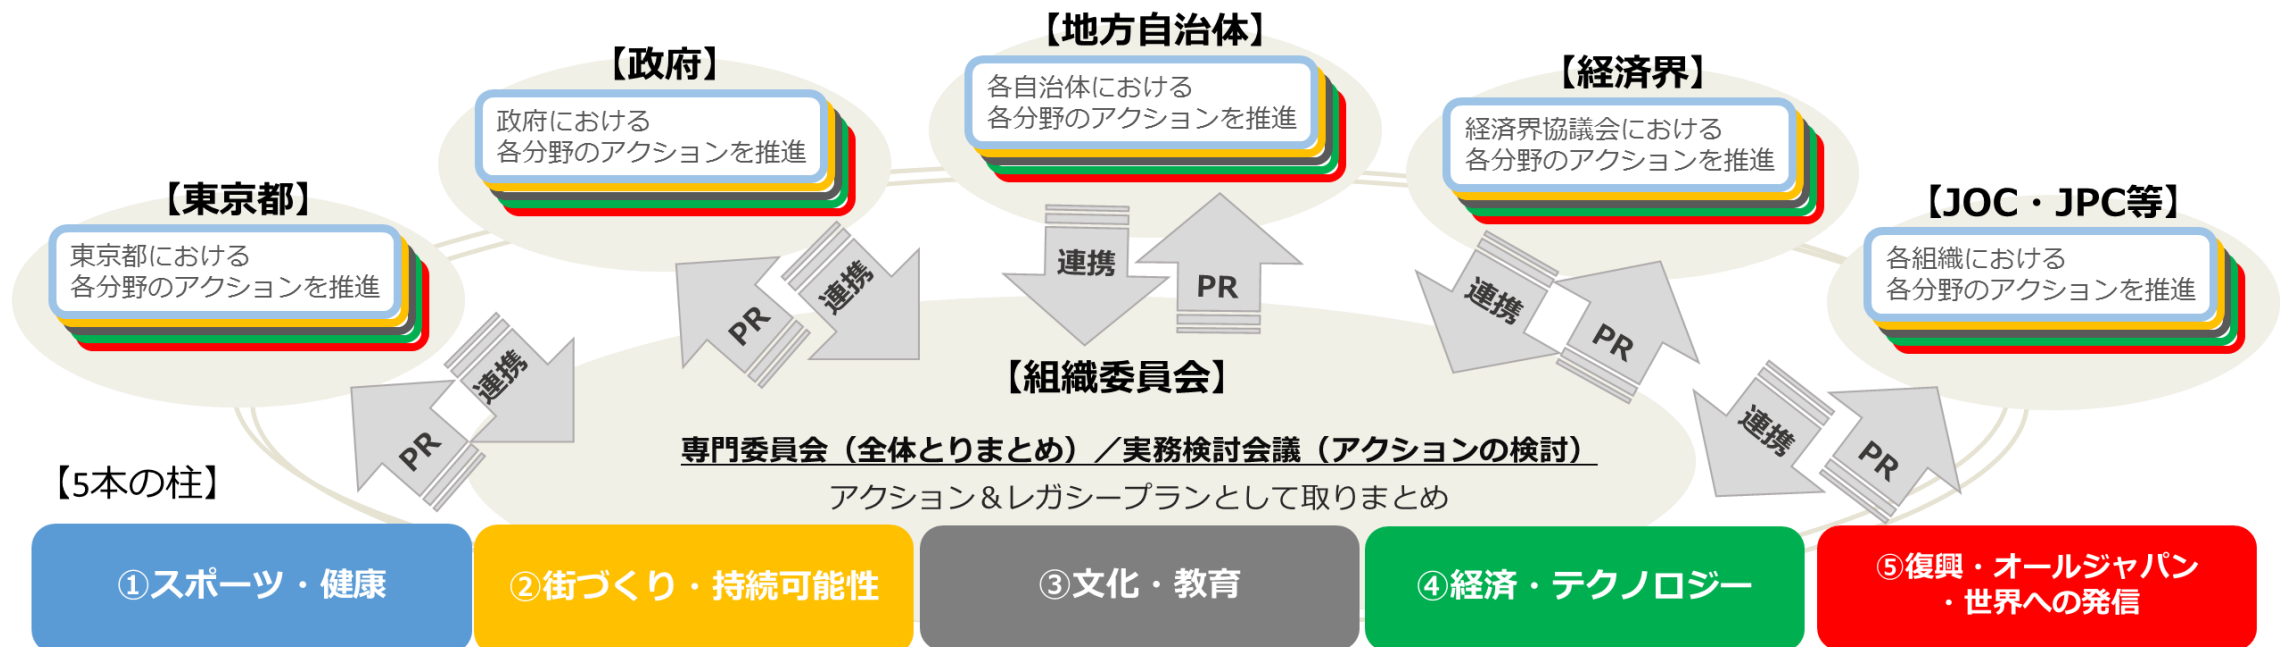 【地方自治体】
各自治体における
各分野のアクションを推進
【政府】
政府における
各分野のアクションを推進
【経済界】
経済界協議会における
各分野のアクションを推進
【東京都】
東京都における
各分野のアクションを推進
【JOC・JPC等】
各組織における
各分野のアクションを推進
PR
連携
PR
連携
連携
PR
連携
PR
連携
PR
【組織委員会】
専門委員会（全体とりまとめ）／実務検討会議（アクションの検討）
アクション＆レガシープランとして取りまとめ
【5本の柱】
①スポーツ・健康
②街づくり・持続可能性
③文化・教育
④経済・テクノロジー
⑤復興・オールジャパン
・世界への発信